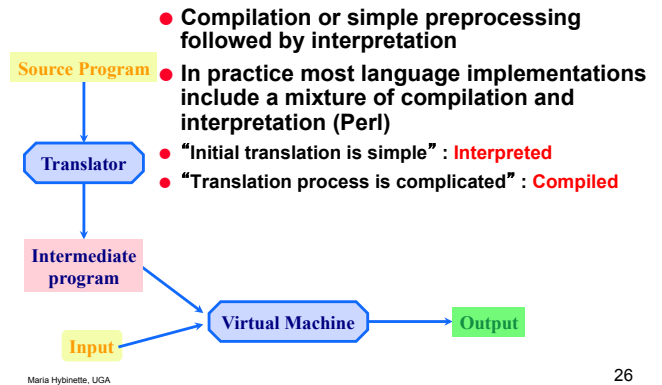 ● Compilation or simple preprocessing
followed by interpretation
● In practice most language implementations
include a mixture of compilation and
interpretation (Perl)
● “Initial translation is simple” : Interpreted
● “Translation process is complicated” : Compiled
Source Program
Translator
Intermediate
program
Input
Virtual Machine
Output
Maria Hybinette, UGA
26